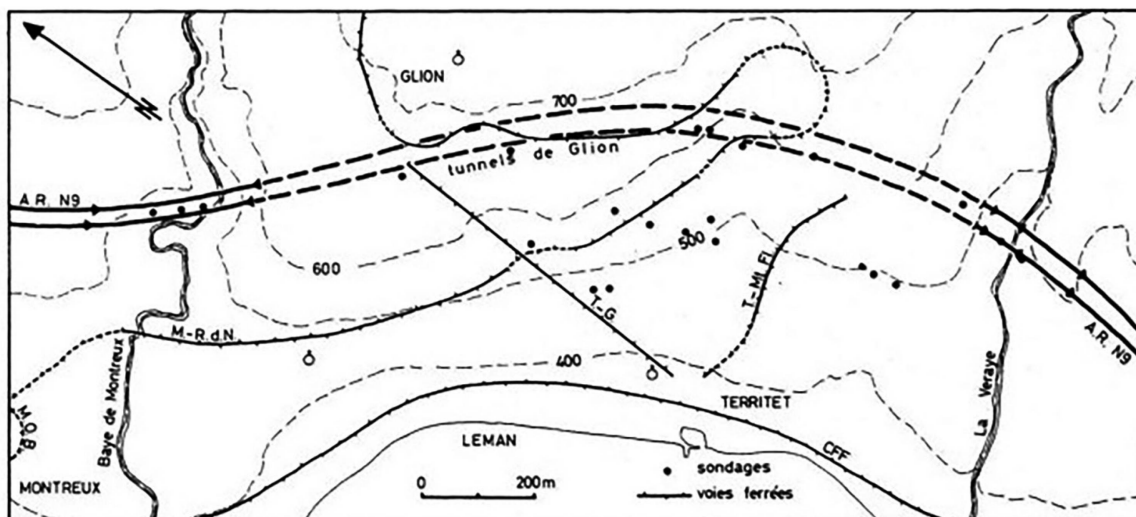 GLION
700
tunnels de Glion
A.R. N9
600
500
T-Mt Fl
T-G
M.-R.d.N.
400
A.R. N9
Baye de Montreux
La Veraye
TERRITET
M.O.B.
LEMAN
CFF
sondages
MONTREUX
0 200m
voies ferrées